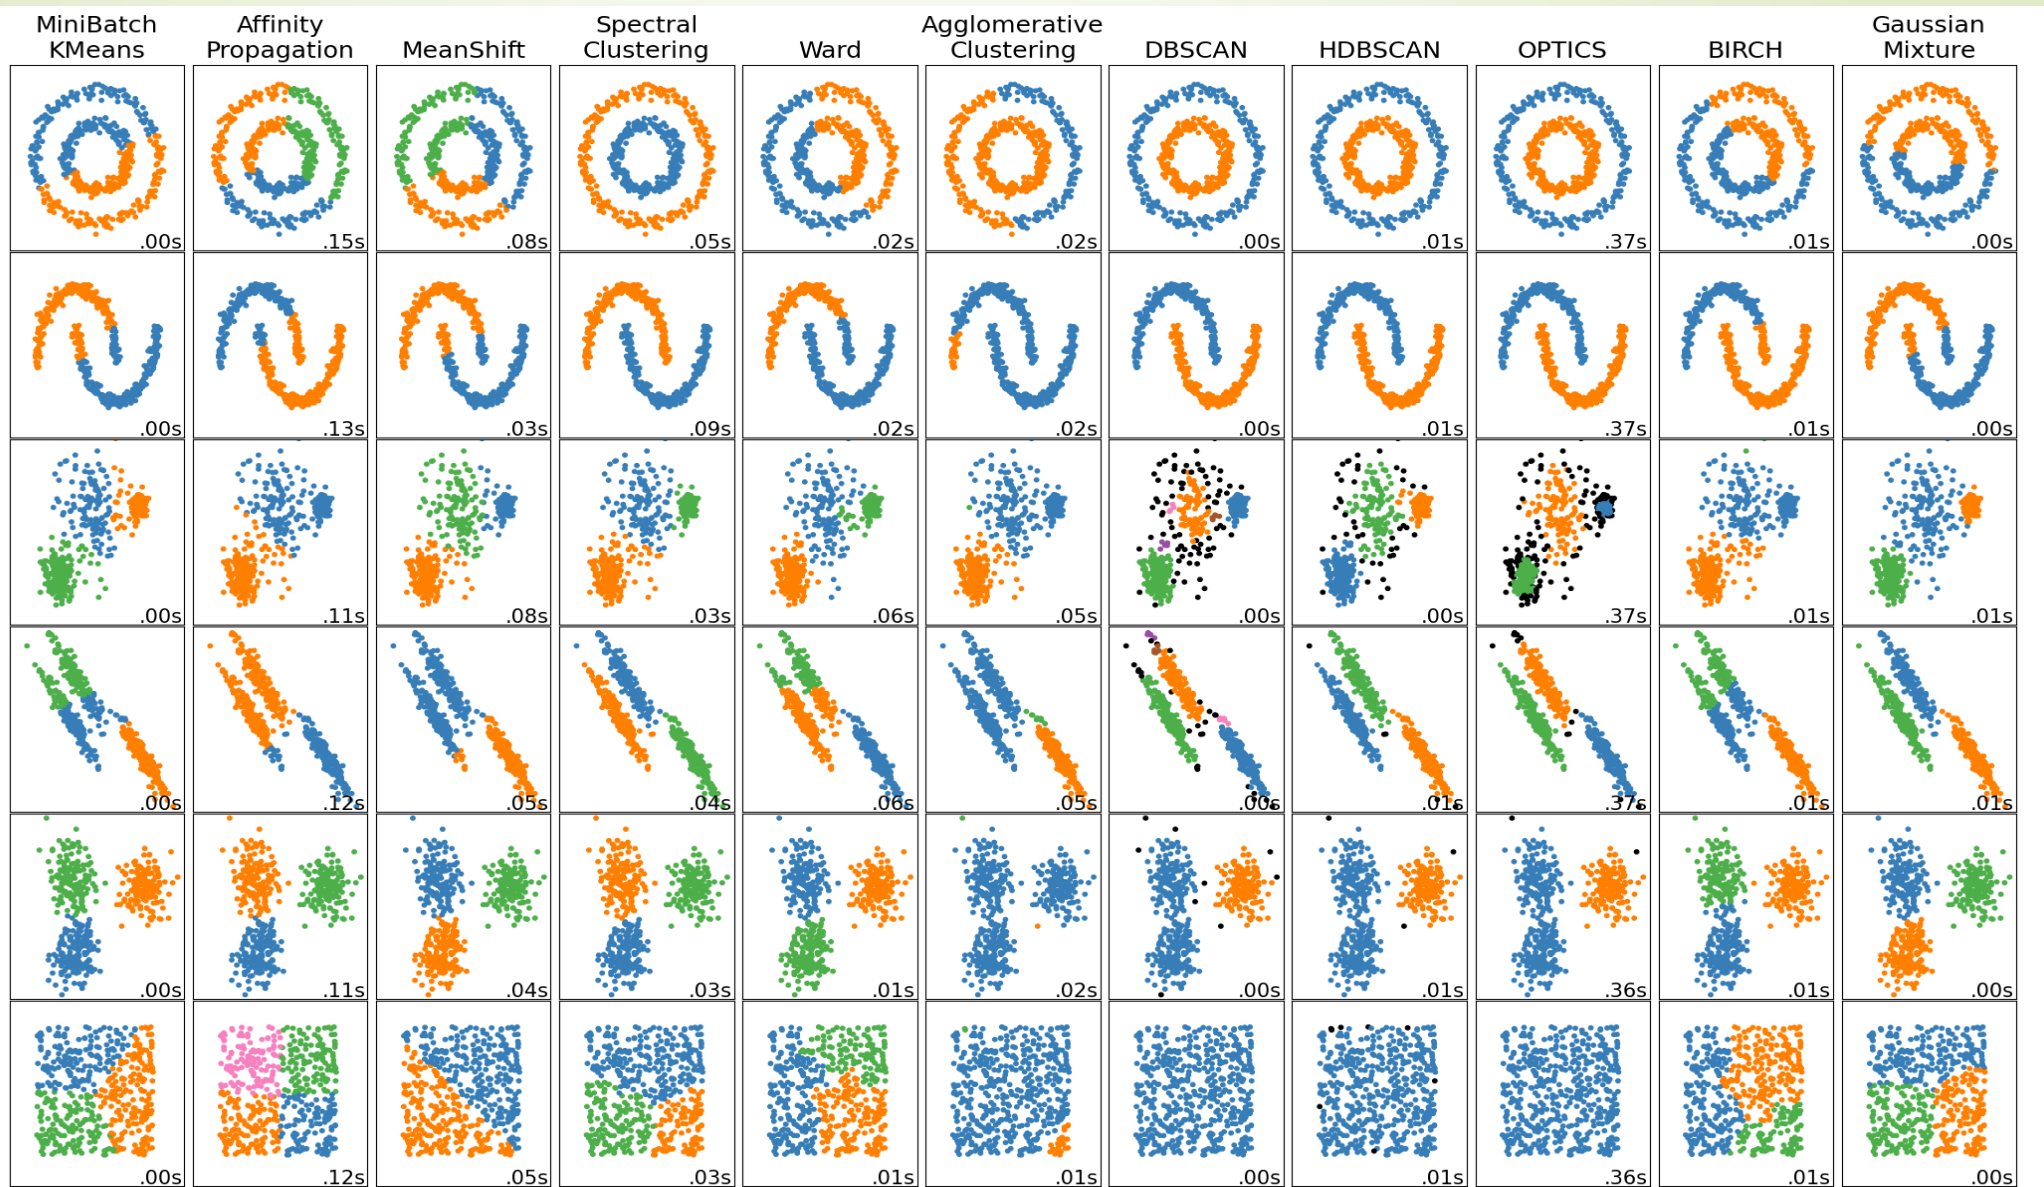 MiniBatch
KMeans
Affinity
Propagation
MeanShift
Spectral
Clustering
Ward
Agglomerative
Clustering
DBSCAN
HDBSCAN
OPTICS
BIRCH
Gaussian
Mixture
.00s
.15s
.08s
.05s
.02s
.02s
.00s
.01s
.37s
.01s
.00s
.00s
.13s
.03s
.09s
.02s
.02s
.00s
.01s
.37s
.01s
.00s
.00s
.11s
.08s
.03s
.06s
.05s
.00s
.00s
.37s
.01s
.01s
.00s
.12s
.05s
.04s
.06s
.05s
.00s
.01s
.37s
.01s
.01s
.00s
.11s
.04s
.03s
.01s
.02s
.00s
.01s
.36s
.01s
.00s
.00s
.12s
.05s
.03s
.01s
.01s
.00s
.01s
.36s
.01s
.00s